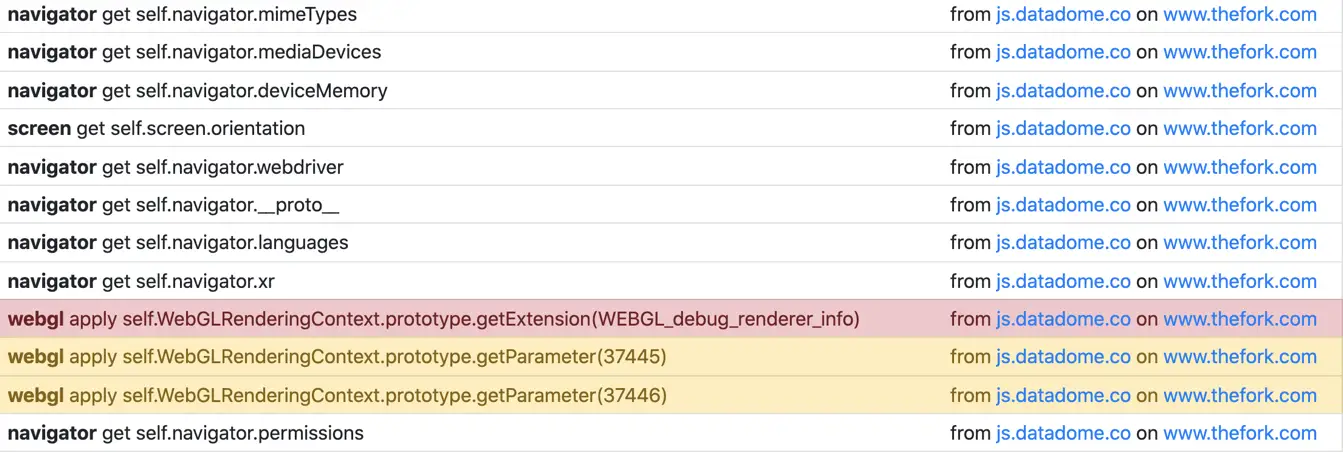 navigator get self.navigator.mimeTypes from js.datadome.co on www.thefork.com
navigator get self.navigator.mediaDevices from js.datadome.co on www.thefork.com
navigator get self.navigator.deviceMemory from js.datadome.co on www.thefork.com
screen get self.screen.orientation from js.datadome.co on www.thefork.com
navigator get self.navigator.webdriver from js.datadome.co on www.thefork.com
navigator get self.navigator.__proto__ from js.datadome.co on www.thefork.com
navigator get self.navigator.languages from js.datadome.co on www.thefork.com
navigator get self.navigator.xr from js.datadome.co on www.thefork.com
webgl apply self.WebGLRenderingContext.prototype.getExtension(WEBGL_debug_renderer_info) from js.datadome.co on www.thefork.com
webgl apply self.WebGLRenderingContext.prototype.getParameter(37445) from js.datadome.co on www.thefork.com
webgl apply self.WebGLRenderingContext.prototype.getParameter(37446) from js.datadome.co on www.thefork.com
navigator get self.navigator.permissions from js.datadome.co on www.thefork.com